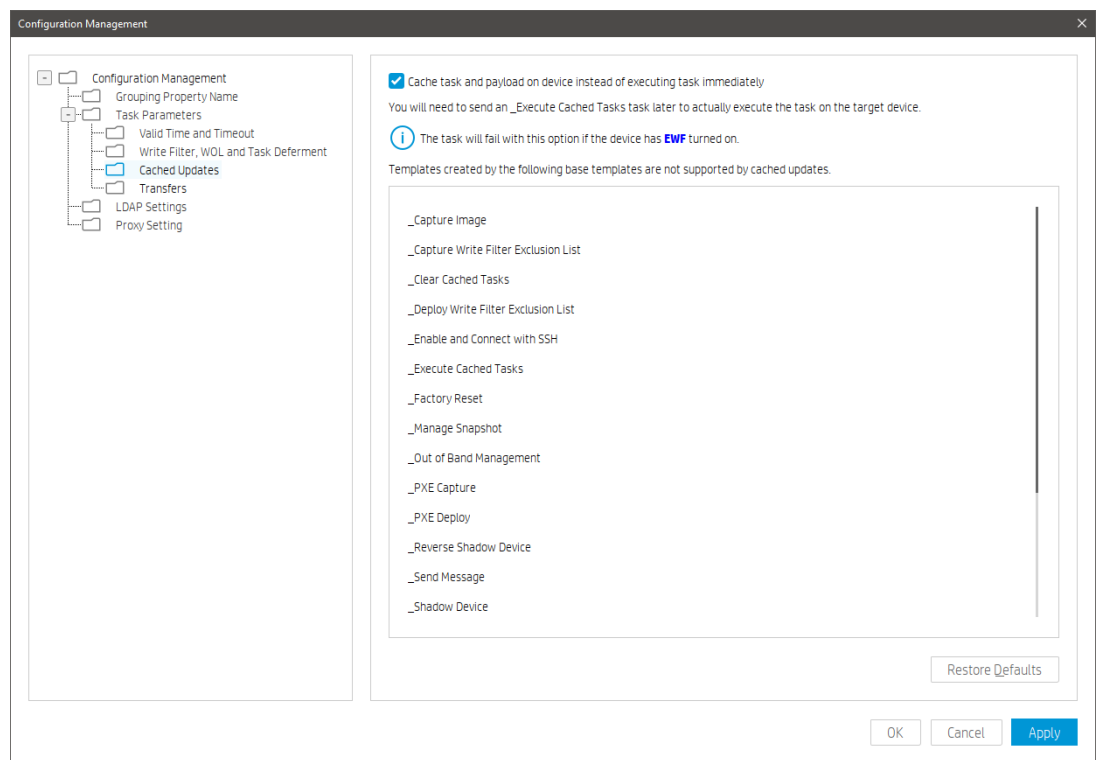 Configuration Management
Configuration Management
Grouping Property Name
Task Parameters
Valid Time and Timeout
Write Filter, WOL and Task Deferment
Cached Updates
Transfers
LDAP Settings
Proxy Setting
Cache task and payload on device instead of executing task immediately
You will need to send an _Execute Cached Tasks task later to actually execute the task on the target device.
The task will fail with this option if the device has EWF turned on.
Templates created by the following base templates are not supported by cached updates.
_Capture Image
_Capture Write Filter Exclusion List
_Clear Cached Tasks
_Deploy Write Filter Exclusion List
_Enable and Connect with SSH
_Execute Cached Tasks
_Factory Reset
_Manage Snapshot
_Out of Band Management
_PXE Capture
_PXE Deploy
_Reverse Shadow Device
_Send Message
_Shadow Device
Restore Defaults
OK Cancel Apply